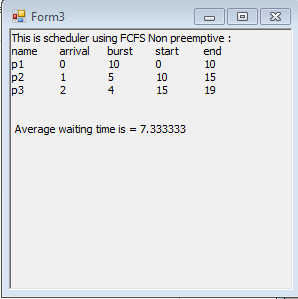 Form3
This is scheduler using FCFS Non preemptive :
name arrival burst start end
p1 0 10 0 10
p2 1 5 10 15
p3 2 4 15 19
Average waiting time is = 7.333333